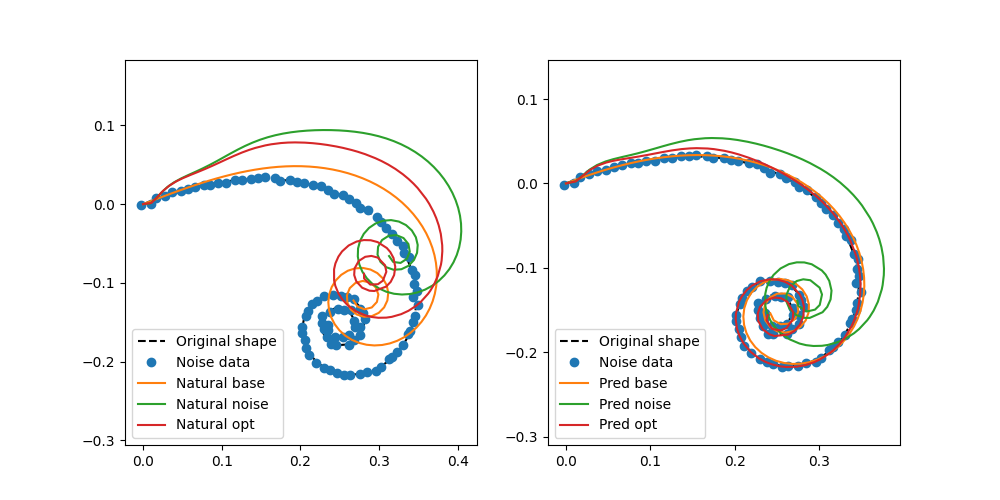 0.1
0.0
−0.1
−0.2
−0.3
0.0 0.1 0.2 0.3 0.4
Original shape
Noise data
Natural base
Natural noise
Natural opt
0.1
0.0
−0.1
−0.2
−0.3
0.0 0.1 0.2 0.3
Original shape
Noise data
Pred base
Pred noise
Pred opt